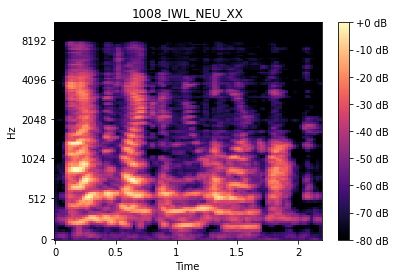 1008_IWL_NEU_XX
+0 dB
8192
-10 dB
4096
-20 dB
-30 dB
2048
Hz
-40 dB
1024
-50 dB
512
-60 dB
-70 dB
0
-80 dB
0
0.5
1
1.5
2
Time